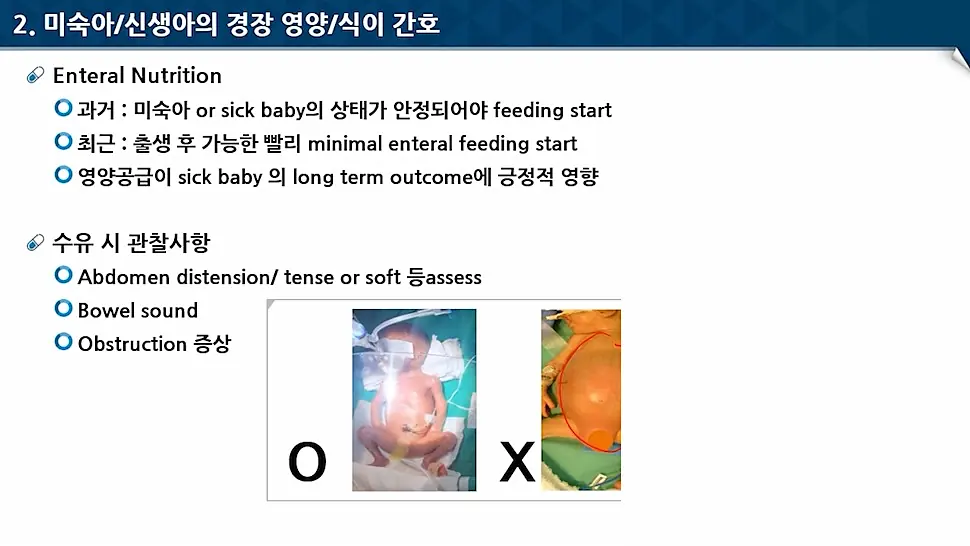 2. 미숙아/신생아의 경장 영양/식이 간호
Enteral Nutrition
과거 : 미숙아 or sick baby의 상태가 안정되어야 feeding start
최근 : 출생 후 가능한 빨리 minimal enteral feeding start
영양공급이 sick baby 의 long term outcome에 긍정적 영향
수유 시 관찰사항
Abdomen distension/ tense or soft 등assess
Bowel sound
Obstruction 증상
O X